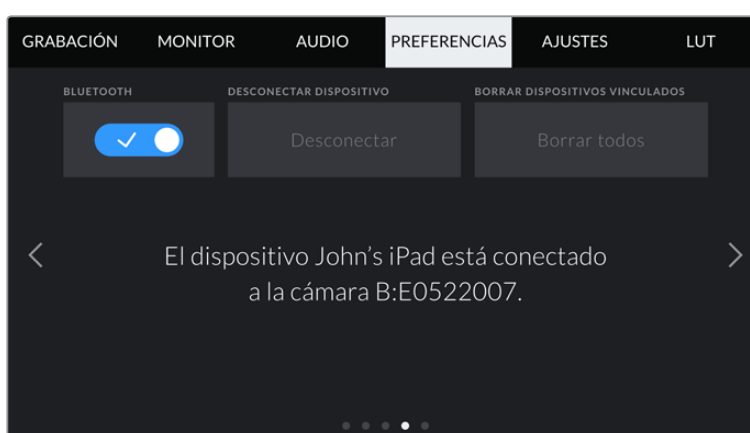 GRABACIÓN MONITOR AUDIO PREFERENCIAS AJUSTES LUT
BLUETOOTH DESCONECTAR DISPOSITIVO BORRAR DISPOSITIVOS VINCULADOS
Desconectar Borrar todos
El dispositivo John’s iPad está conectado
a la cámara B:E0522007.